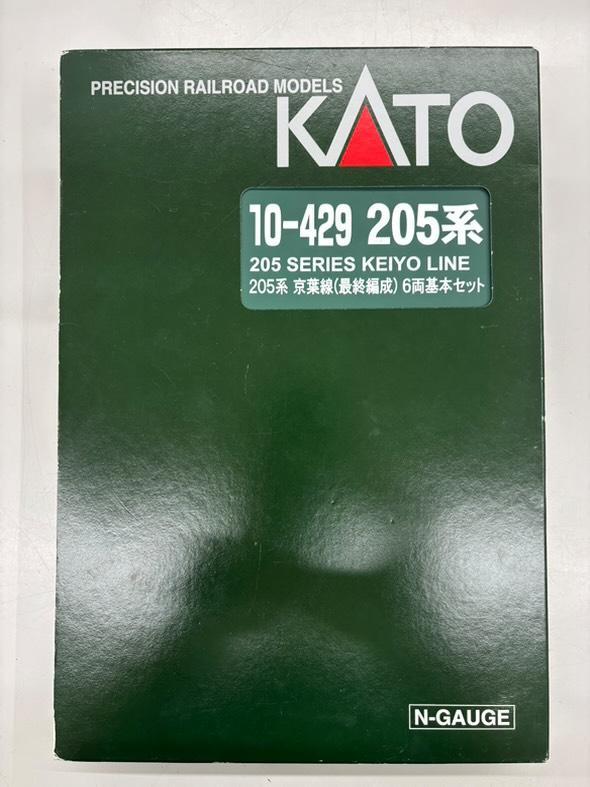 PRECISION RAILROAD MODELS
KATO
10-429 205系
205 SERIES KEIYO LINE
205系 京葉線(最終編成) 6両基本セット
N-GAUGE